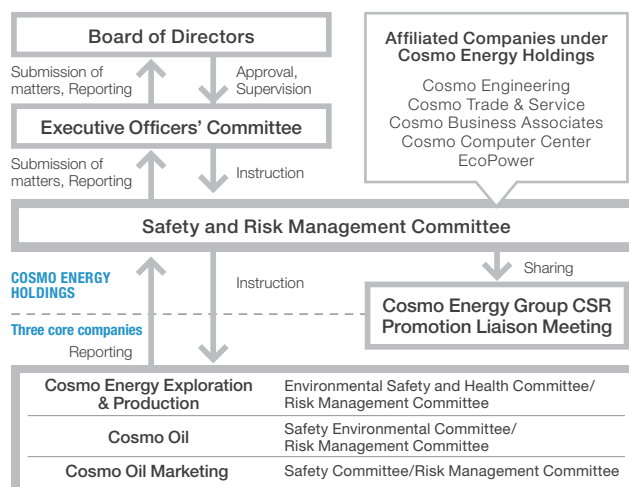 Board of Directors
Submission of
matters, Reporting
Approval,
Supervision
Executive Officers' Committee
Submission of
matters, Reporting
Instruction
Affiliated Companies under
Cosmo Energy Holdings
Cosmo Engineering
Cosmo Trade & Service
Cosmo Business Associates
Cosmo Computer Center
EcoPower
Safety and Risk Management Committee
COSMO ENERGY
HOLDINGS
Instruction
Sharing
Cosmo Energy Group CSR
Promotion Liaison Meeting
Three core companies
Reporting
Cosmo Energy Exploration
& Production
Environmental Safety and Health Committee/
Risk Management Committee
Cosmo Oil
Safety Environmental Committee/
Risk Management Committee
Cosmo Oil Marketing
Safety Committee/Risk Management Committee